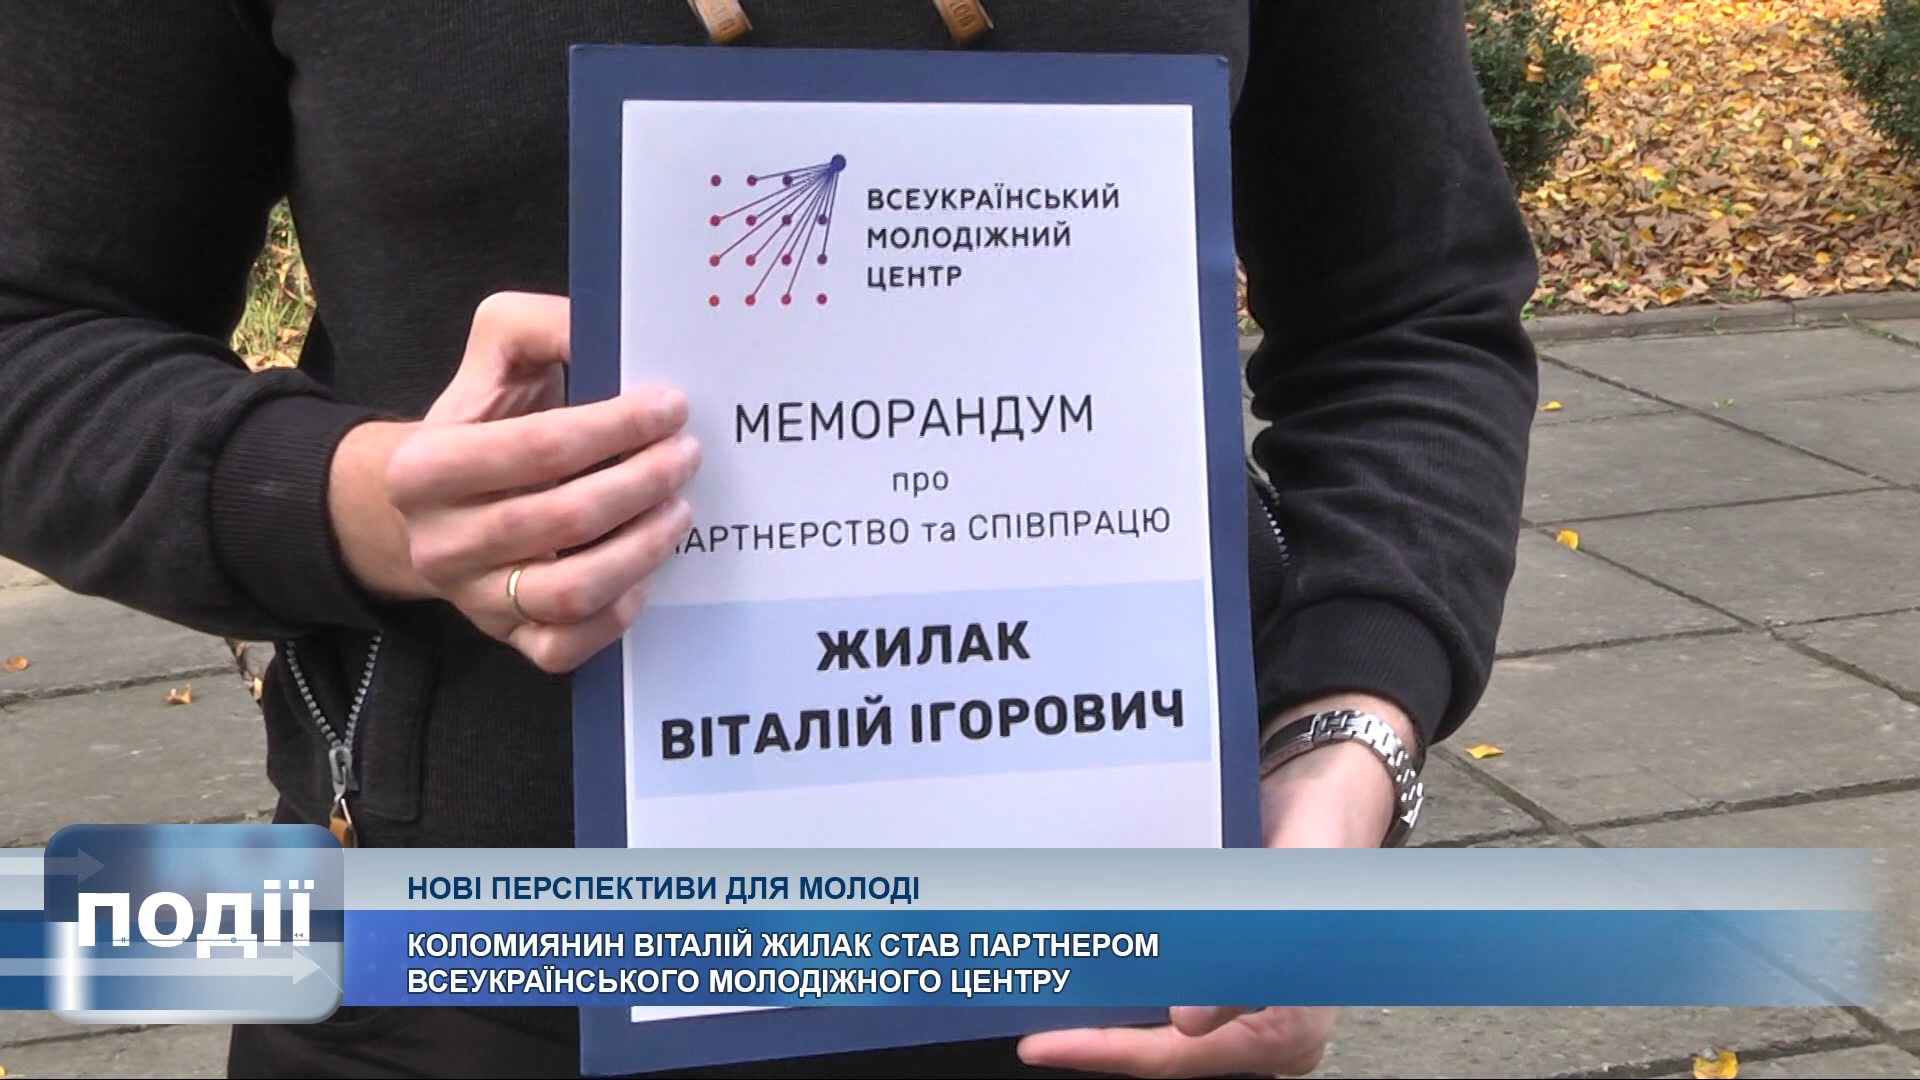 ВСЕУКРАЇНСЬКИЙ
МОЛОДІЖНИЙ
ЦЕНТР
МЕМОРАНДУМ
про
АРТНЕРСТВО та СПІВПРАЦЮ
ЖИЛАК
ВІТАЛІЙ ІГОРОВИЧ
події
НОВІ ПЕРСПЕКТИВИ ДЛЯ МОЛОДІ
КОЛОМИЯНИН ВІТАЛІЙ ЖИЛАК СТАВ ПАРТНЕРОМ
ВСЕУКРАЇНСЬКОГО МОЛОДІЖНОГО ЦЕНТРУ